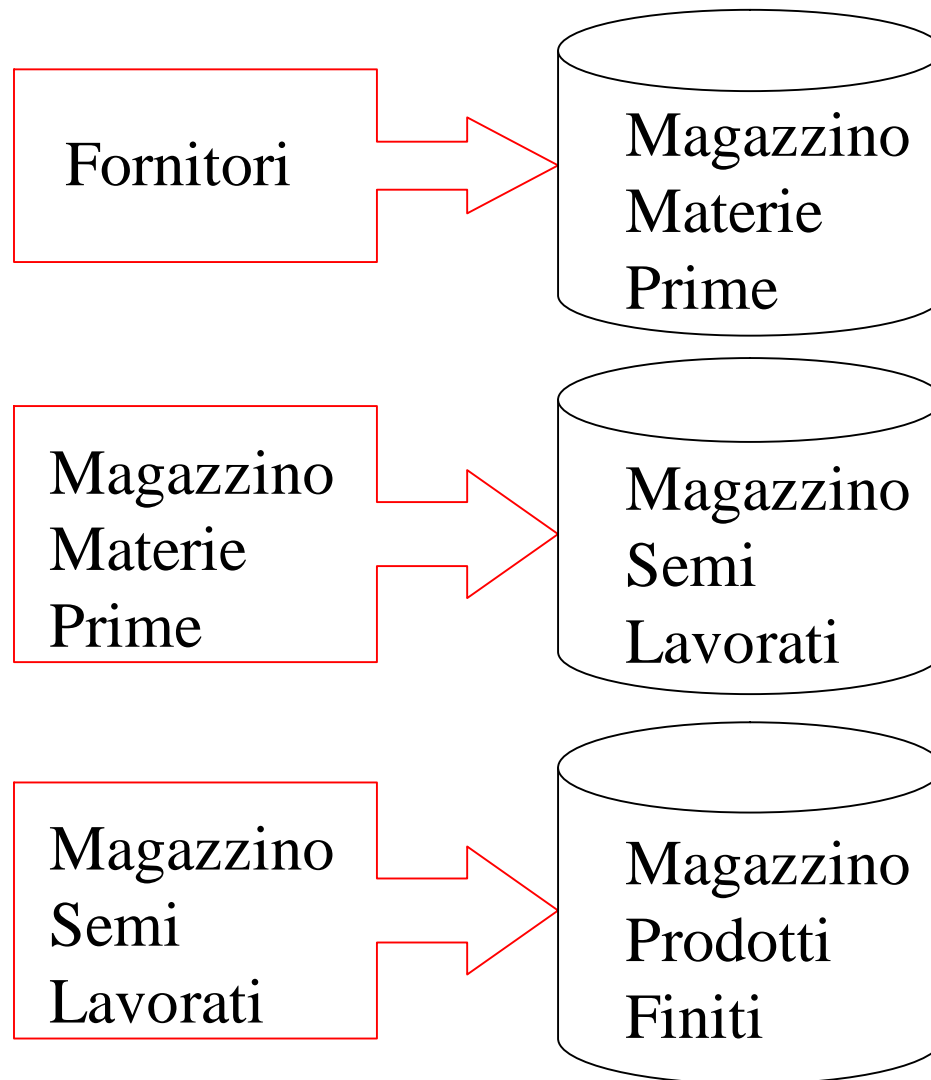 Fornitori
Magazzino
Materie
Prime
Magazzino
Materie
Prime
Magazzino
Semi
Lavorati
Magazzino
Semi
Lavorati
Magazzino
Prodotti
Finiti